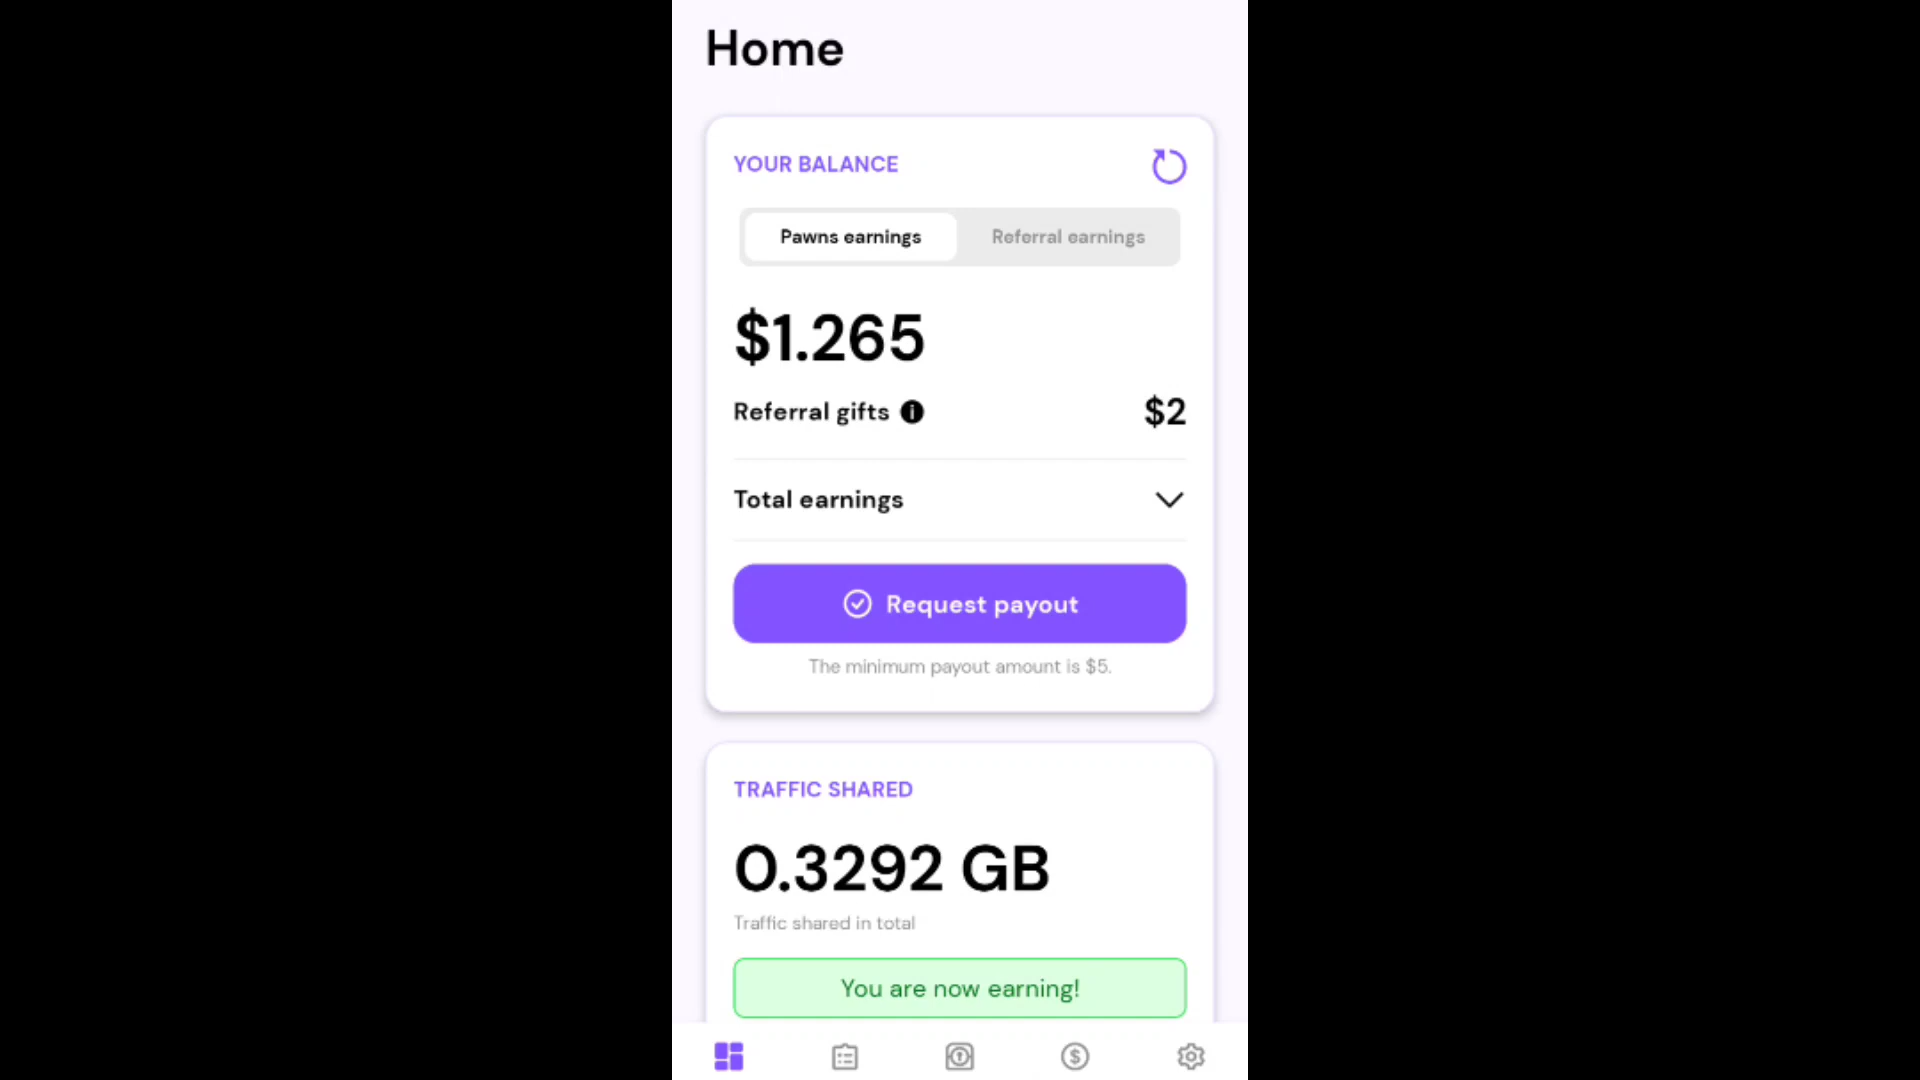 Home
YOUR BALANCE
Pawns earnings
Referral earnings
$1.265
Referral gifts
$2
Total earnings
Request payout
The minimum payout amount is $5.
TRAFFIC SHARED
0.3292 GB
Traffic shared in total
You are now earning!